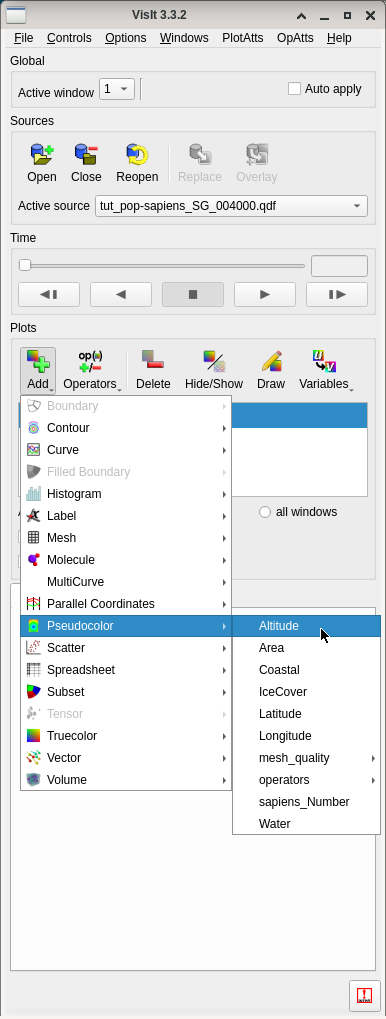 VisIt 3.3.2
File Controls Options Windows PlotAtts OpAtts Help
Global
Active window 1 Auto apply
Sources
Open Close Reopen Replace Overlay
Active source tut_pop-sapiens_SG_004000.qdf
Time
Plots
op(u)
+/-
Add Operators Delete Hide/Show Draw Variables
Boundary
Contour
Curve
Filled Boundary
Histogram
Label
all windows
Mesh
Molecule
MultiCurve
Parallel Coordinates
Pseudocolor
Scatter
Spreadsheet
Subset
Tensor
Truecolor
Vector
Volume
Altitude
Area
Coastal
IceCover
Latitude
Longitude
mesh_quality
operators
sapiens_Number
Water